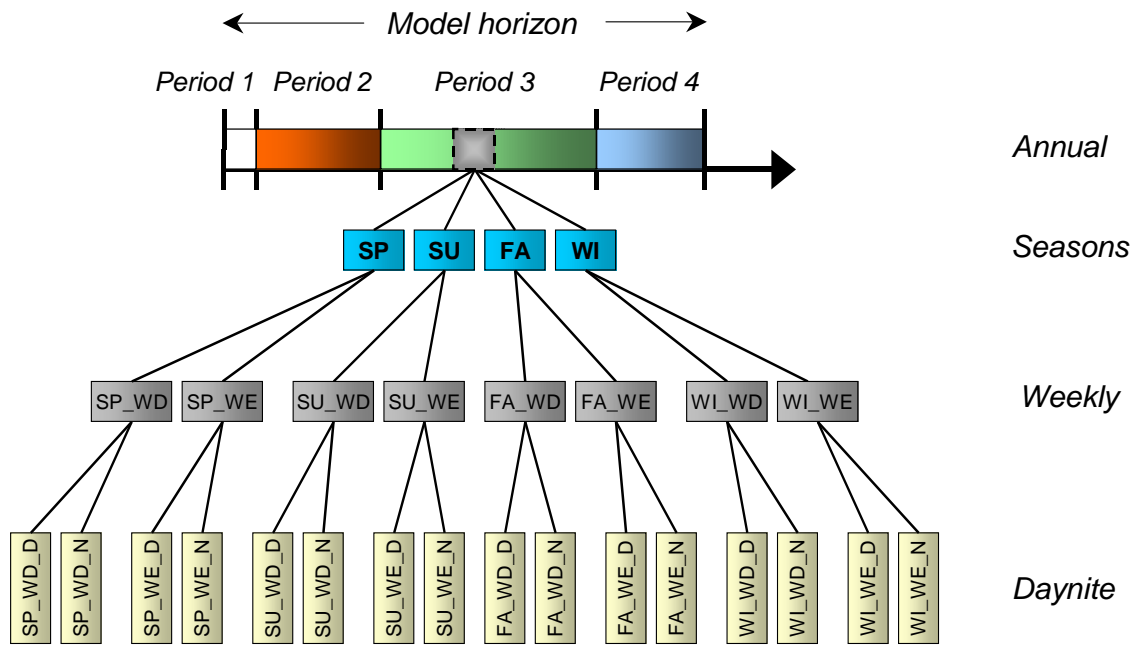 Model horizon
Period 1 Period 2 Period 3 Period 4
Annual
SP SU FA WI
Seasons
SP_WD SP_WE SU_WD SU_WE FA_WD FA_WE WI_WD WI_WE
Weekly
SP_WD_D SP_WD_N SP_WE_D SP_WE_N SU_WD_D SU_WD_N SU_WE_D SU_WE_N FA_WD_D FA_WD_N FA_WE_D FA_WE_N WI_WD_D WI_WD_N WI_WE_D WI_WE_N
Daynite